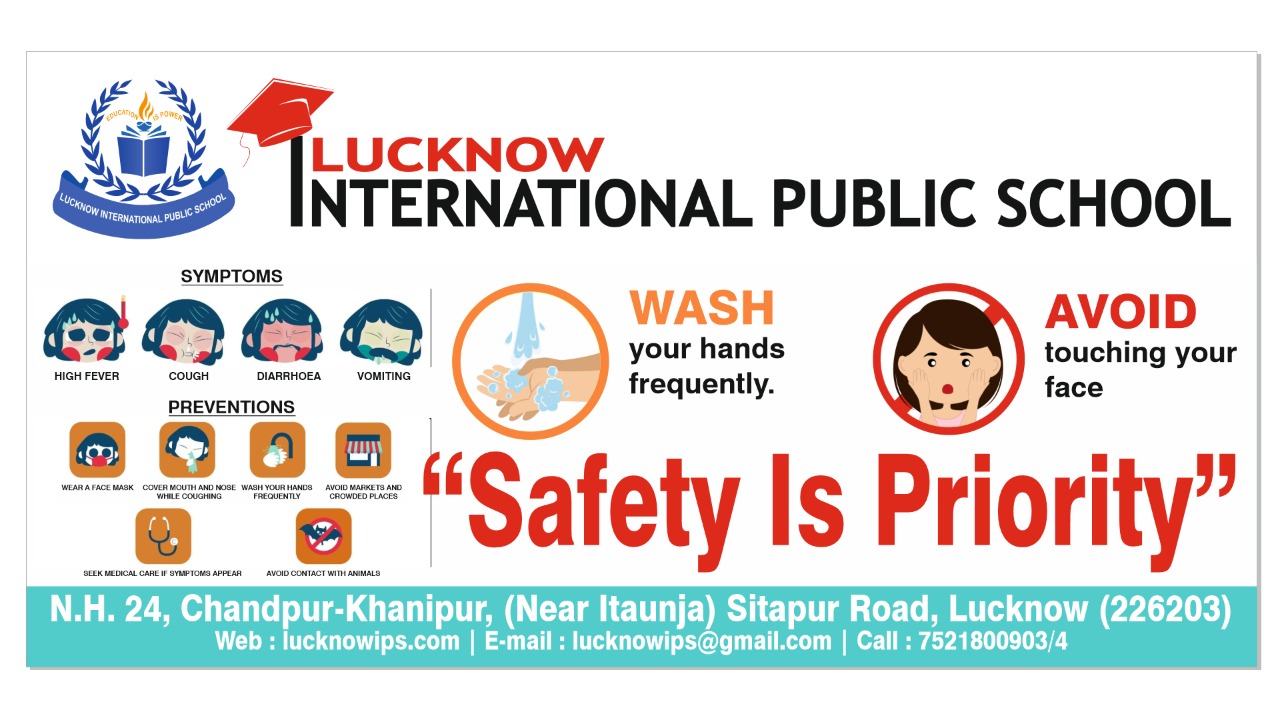 EDUCATION IS POWER
LUCKNOW INTERNATIONAL PUBLIC SCHOOL
LUCKNOW
INTERNATIONAL PUBLIC SCHOOL
SYMPTOMS
HIGH FEVER COUGH DIARRHOEA VOMITING
PREVENTIONS
WEAR A FACE MASK
COVER MOUTH AND NOSE
WHILE COUGHING
WASH YOUR HANDS
FREQUENTLY
AVOID MARKETS AND
CROWDED PLACES
SEEK MEDICAL CARE IF SYMPTOMS APPEAR
AVOID CONTACT WITH ANIMALS
WASH
your hands
frequently.
AVOID
touching your
face
“Safety Is Priority”
N.H. 24, Chandpur-Khanipur, (Near Itaunja) Sitapur Road, Lucknow (226203)
Web : lucknowips.com | E-mail : lucknowips@gmail.com | Call : 7521800903/4